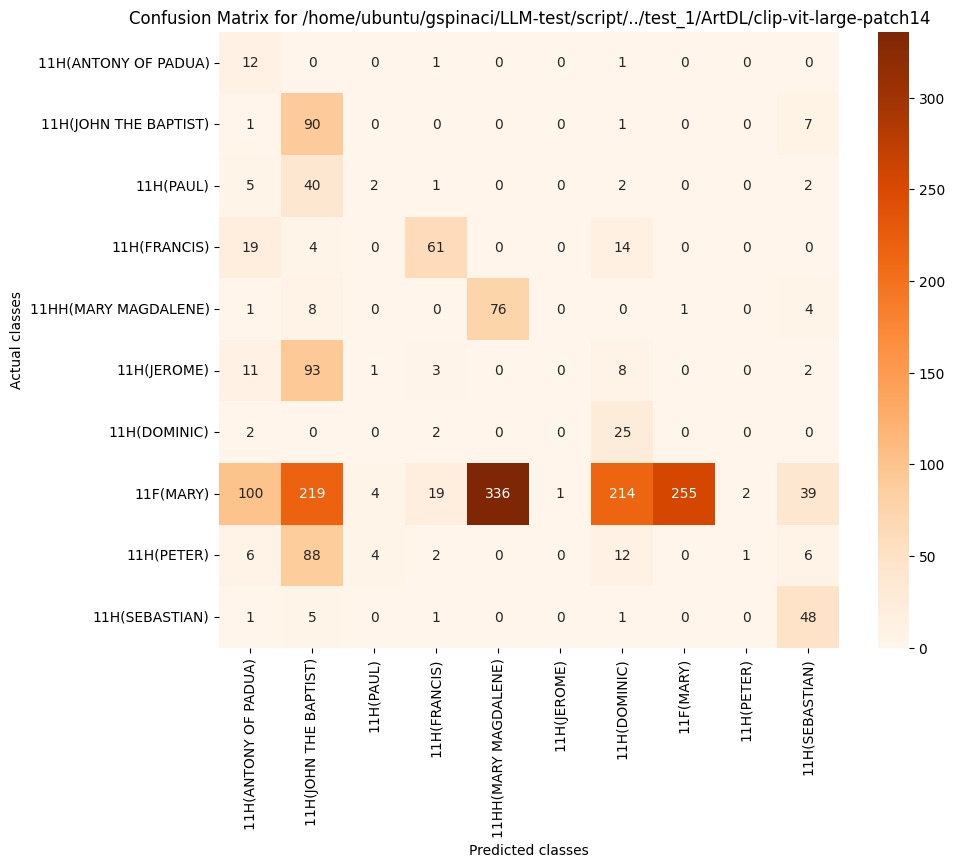 Confusion Matrix for /home/ubuntu/gspinaci/LLM-test/script/../test_1/ArtDL/clip-vit-large-patch14
Actual classes
11H(ANTONY OF PADUA) 12 0 0 1 0 0 1 0 0 0
11H(JOHN THE BAPTIST) 1 90 0 0 0 0 1 0 0 7
11H(PAUL) 5 40 2 1 0 0 2 0 0 2
11H(FRANCIS) 19 4 0 61 0 0 14 0 0 0
11HH(MARY MAGDALENE) 1 8 0 0 76 0 0 1 0 4
11H(JEROME) 11 93 1 3 0 0 8 0 0 2
11H(DOMINIC) 2 0 0 2 0 0 25 0 0 0
11F(MARY) 100 219 4 19 336 1 214 255 2 39
11H(PETER) 6 88 4 2 0 0 12 0 1 6
11H(SEBASTIAN) 1 5 0 1 0 0 1 0 0 48
11H(ANTONY OF PADUA)
11H(JOHN THE BAPTIST)
11H(PAUL)
11H(FRANCIS)
11HH(MARY MAGDALENE)
11H(JEROME)
11H(DOMINIC)
11F(MARY)
11H(PETER)
11H(SEBASTIAN)
Predicted classes
300
250
200
150
100
50
0